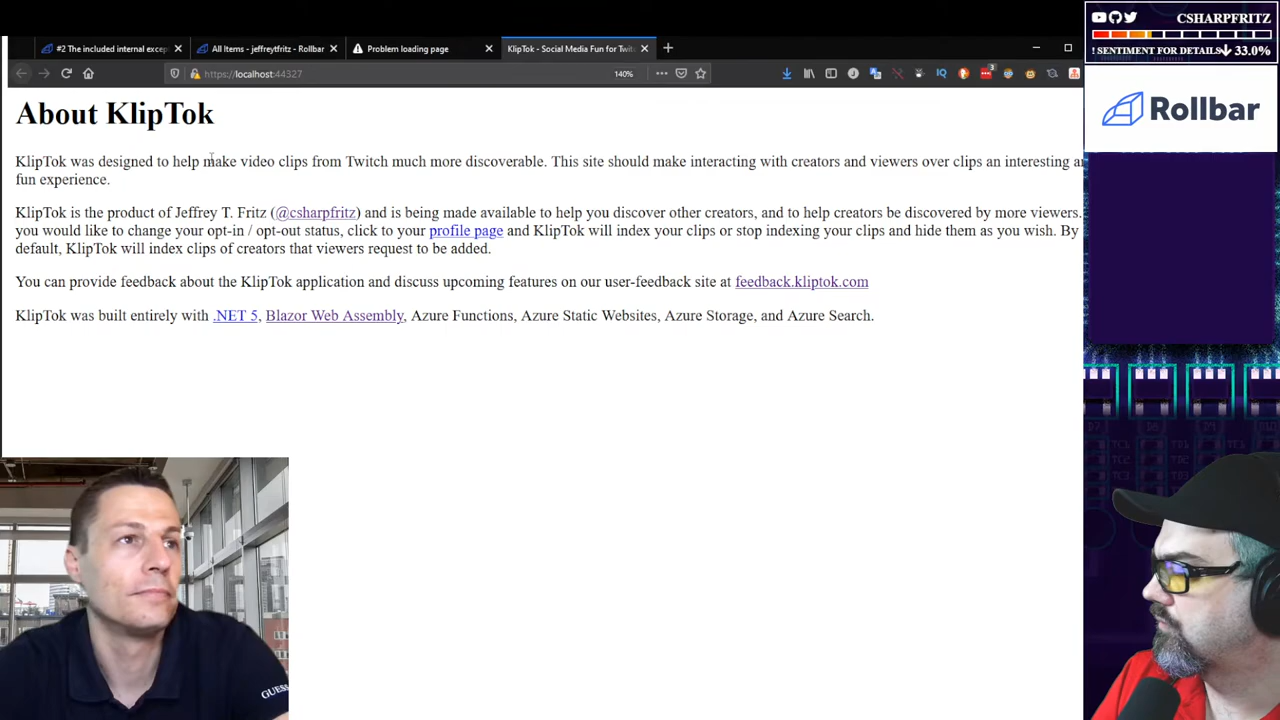 CSHARPFRITZ
! SENTIMENT FOR DETAILS 33.0%
#2 The included internal excep
All Items - jeffreytfritz - Rollbar
Problem loading page
KlipTok - Social Media Fun for Twitc
https://localhost:44327
140%
IQ
3
Rollbar
About KlipTok
KlipTok was designed to help make video clips from Twitch much more discoverable. This site should make interacting with creators and viewers over clips an interesting an
fun experience.
KlipTok is the product of Jeffrey T. Fritz (@csharpfritz) and is being made available to help you discover other creators, and to help creators be discovered by more viewers.
you would like to change your opt-in / opt-out status, click to your profile page and KlipTok will index your clips or stop indexing your clips and hide them as you wish. By
default, KlipTok will index clips of creators that viewers request to be added.
You can provide feedback about the KlipTok application and discuss upcoming features on our user-feedback site at feedback.kliptok.com
KlipTok was built entirely with .NET 5, Blazor Web Assembly, Azure Functions, Azure Static Websites, Azure Storage, and Azure Search.
GUESS